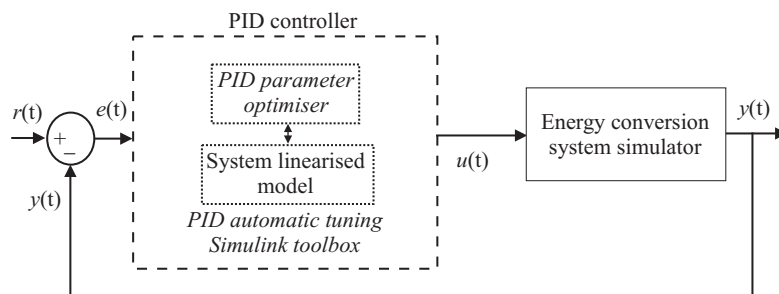 PID controller
PID parameter
optimiser
r(t)
e(t)
+
−
System linearised
model
u(t)
Energy conversion
system simulator
y(t)
y(t)
PID automatic tuning
Simulink toolbox